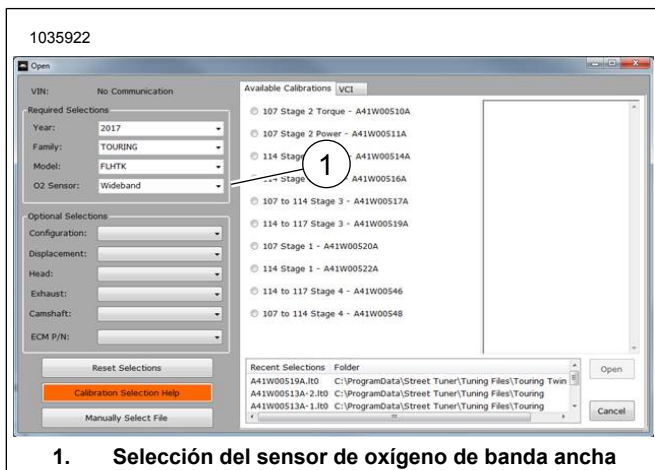 1035922
Open
VIN: No Communication
Required Selections
Year: 2017
Family: TOURING
Model: FLHTK
O2 Sensor: Wideband
Optional Selections
Configuration:
Displacement:
Head:
Exhaust:
Camshaft:
ECM P/N:
Reset Selections
Calibration Selection Help
Manually Select File
Available Calibrations VCI
107 Stage 2 Torque - A41W00510A
107 Stage 2 Power - A41W00511A
114 Stage - A41W00514A
114 Stage A41W00516A
107 to 114 Stage 3 - A41W00517A
114 to 117 Stage 3 - A41W00519A
107 Stage 1 - A41W00520A
114 Stage 1 - A41W00522A
114 to 117 Stage 4 - A41W00546
107 to 114 Stage 4 - A41W00548
1
Recent Selections Folder
A41W00519A.lt0 C:\ProgramData\Street Tuner\Tuning Files\Touring Twin
A41W00513A-2.lt0 C:\ProgramData\Street Tuner\Tuning Files\Touring
A41W00513A-1.lt0 C:\ProgramData\Street Tuner\Tuning Files\Touring
Open
Cancel
1. Selección del sensor de oxígeno de banda ancha